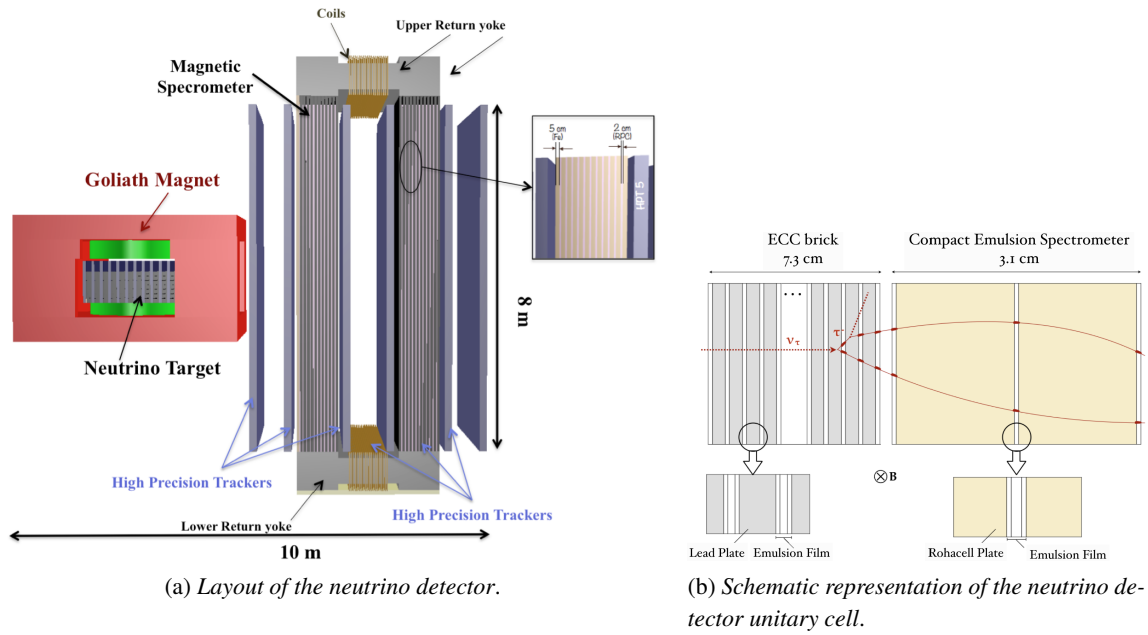 Coils
Upper Return yoke
Magnetic
Specrometer
5 cm
(Fe)
2 cm
(RPC)
HPT 5
Goliath Magnet
8 m
Neutrino Target
High Precision Trackers
High Precision Trackers
Lower Return yoke
10 m
(a) Layout of the neutrino detector.
ECC brick
7.3 cm
Compact Emulsion Spectrometer
3.1 cm
...
ντ
τ-
⊗ B
Lead Plate
Emulsion Film
Rohacell Plate
Emulsion Film
(b) Schematic representation of the neutrino de-
tector unitary cell.